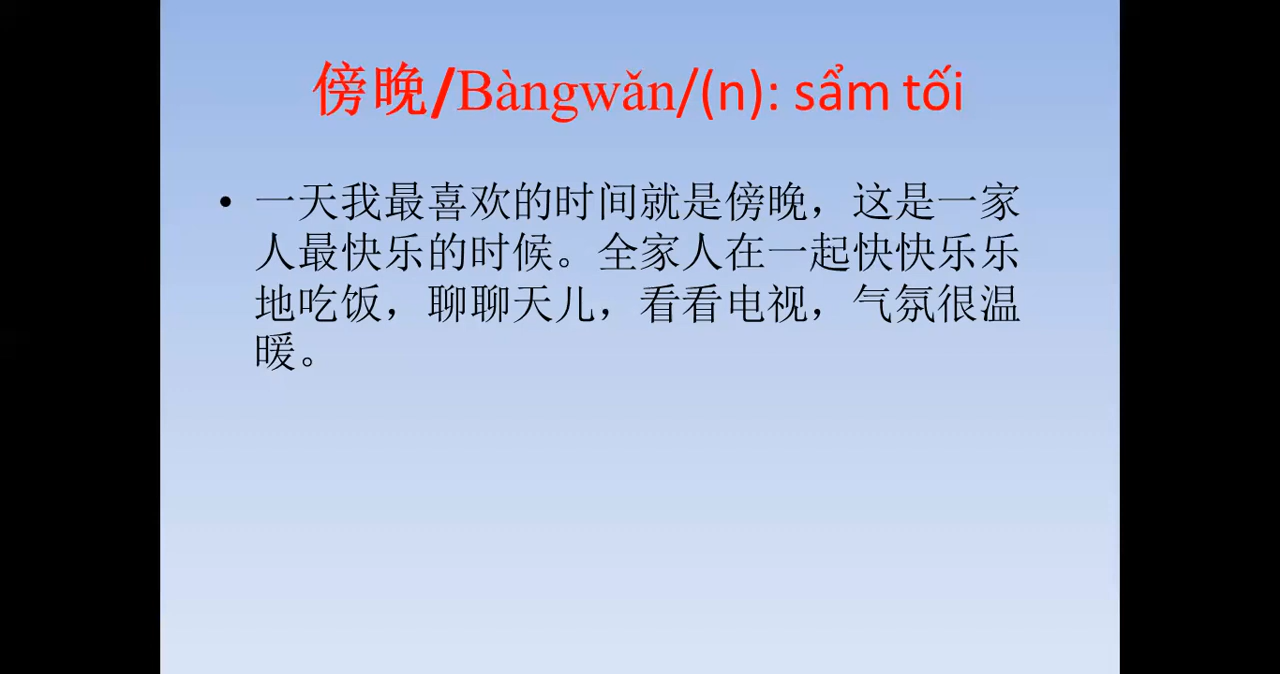 傍晚/Bàngwǎn/(n): sẩm tối
• 一天我最喜欢的时间就是傍晚，这是一家
人最快乐的时候。全家人在一起快快乐乐
地吃饭，聊聊天儿，看看电视，气氛很温
暖。